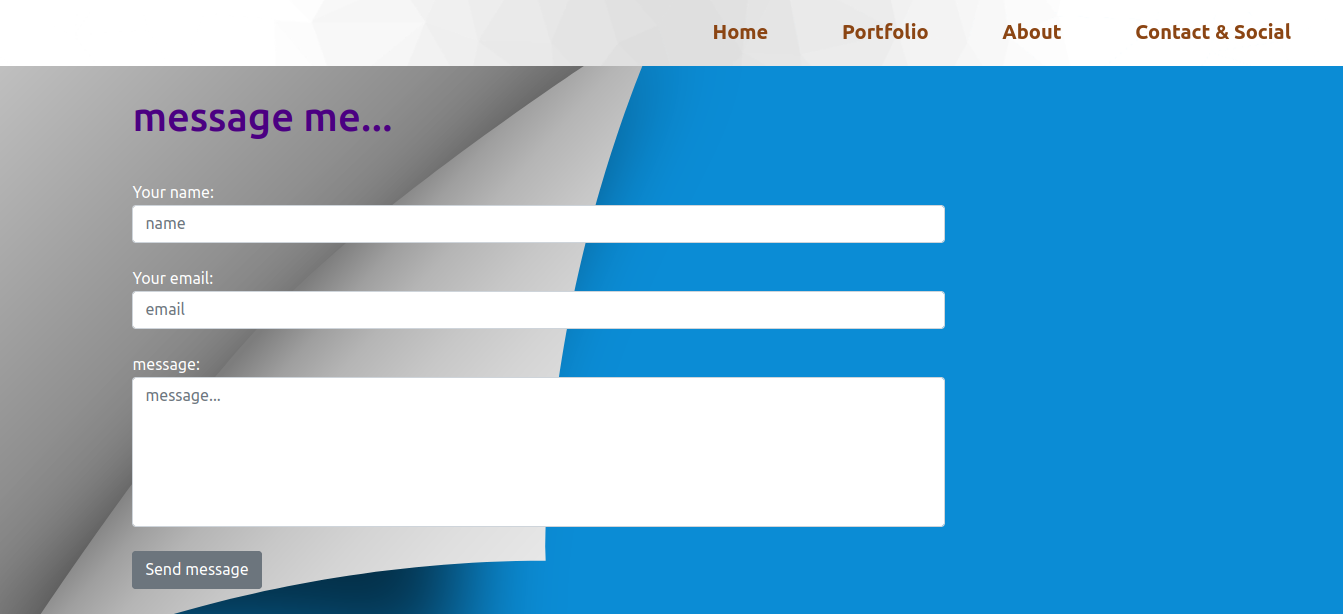 Home Portfolio About Contact & Social
message me...
Your name:
name
Your email:
email
message:
message...
Send message